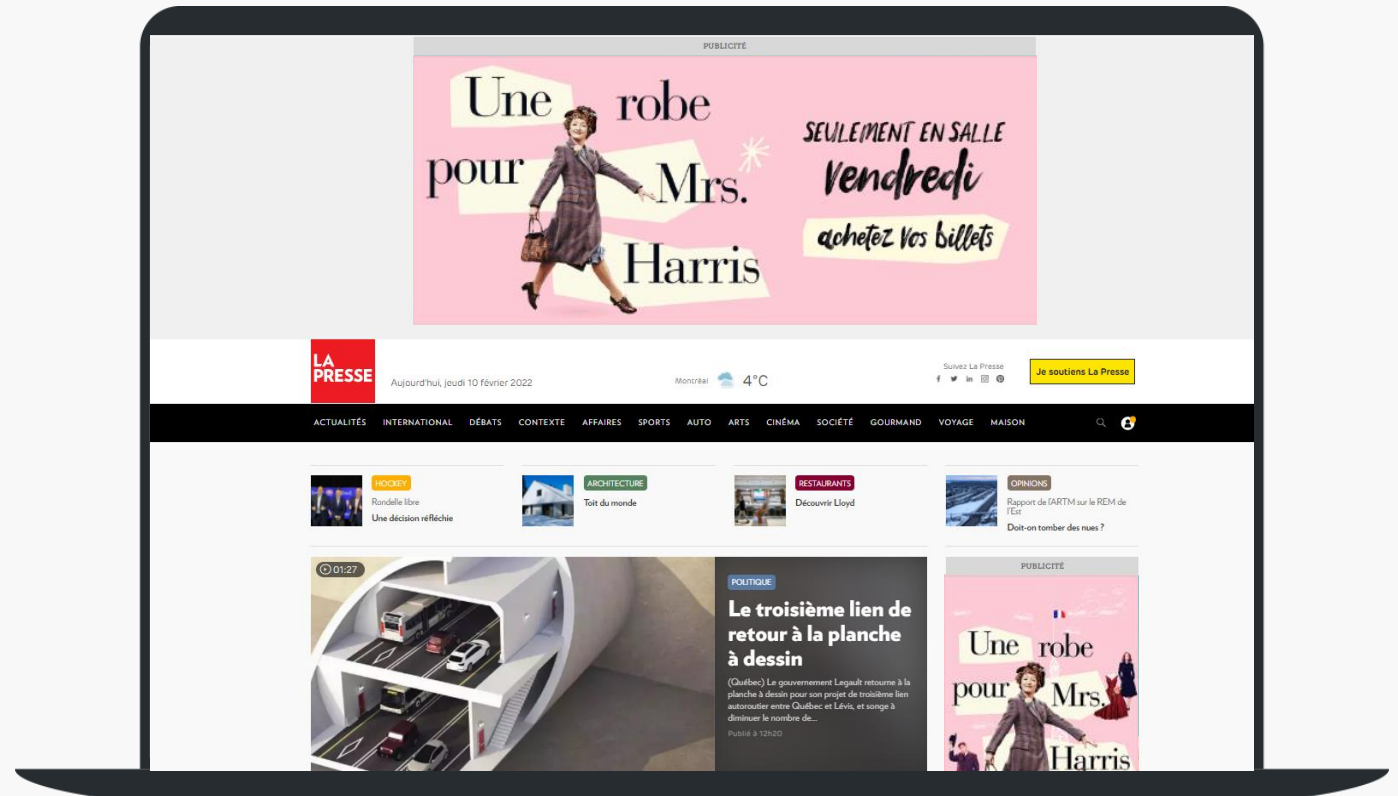 PUBLICITÉ
Une robe
pour Mrs.
Harris
SEULEMENT EN SALLE
vendredi
achetez vos billets
LA
PRESSE
Aujourd'hui, jeudi 10 février 2022
Montréal 4°C
Suivez La Presse
Je soutiens La Presse
ACTUALITÉS INTERNATIONAL DÉBATS CONTEXTE AFFAIRES SPORTS AUTO ARTS CINÉMA SOCIÉTÉ GOURMAND VOYAGE MAISON
HOCKEY
Rondelle libre
Une décision réfléchie
ARCHITECTURE
Toit du monde
RESTAURANTS
Découvrir Lloyd
OPINIONS
Rapport de l'ARTM sur le REM de
l'Est
Doit-on tomber des nues ?
01:27
POLITIQUE
Le troisième lien de
retour à la planche
à dessin
(Québec) Le gouvernement Legault retourne à la
planche à dessin pour son projet de troisième lien
autoroutier entre Québec et Lévis, et songe à
diminuer le nombre de...
Publié à 12h20
PUBLICITÉ
Une robe
pour Mrs.
Harris